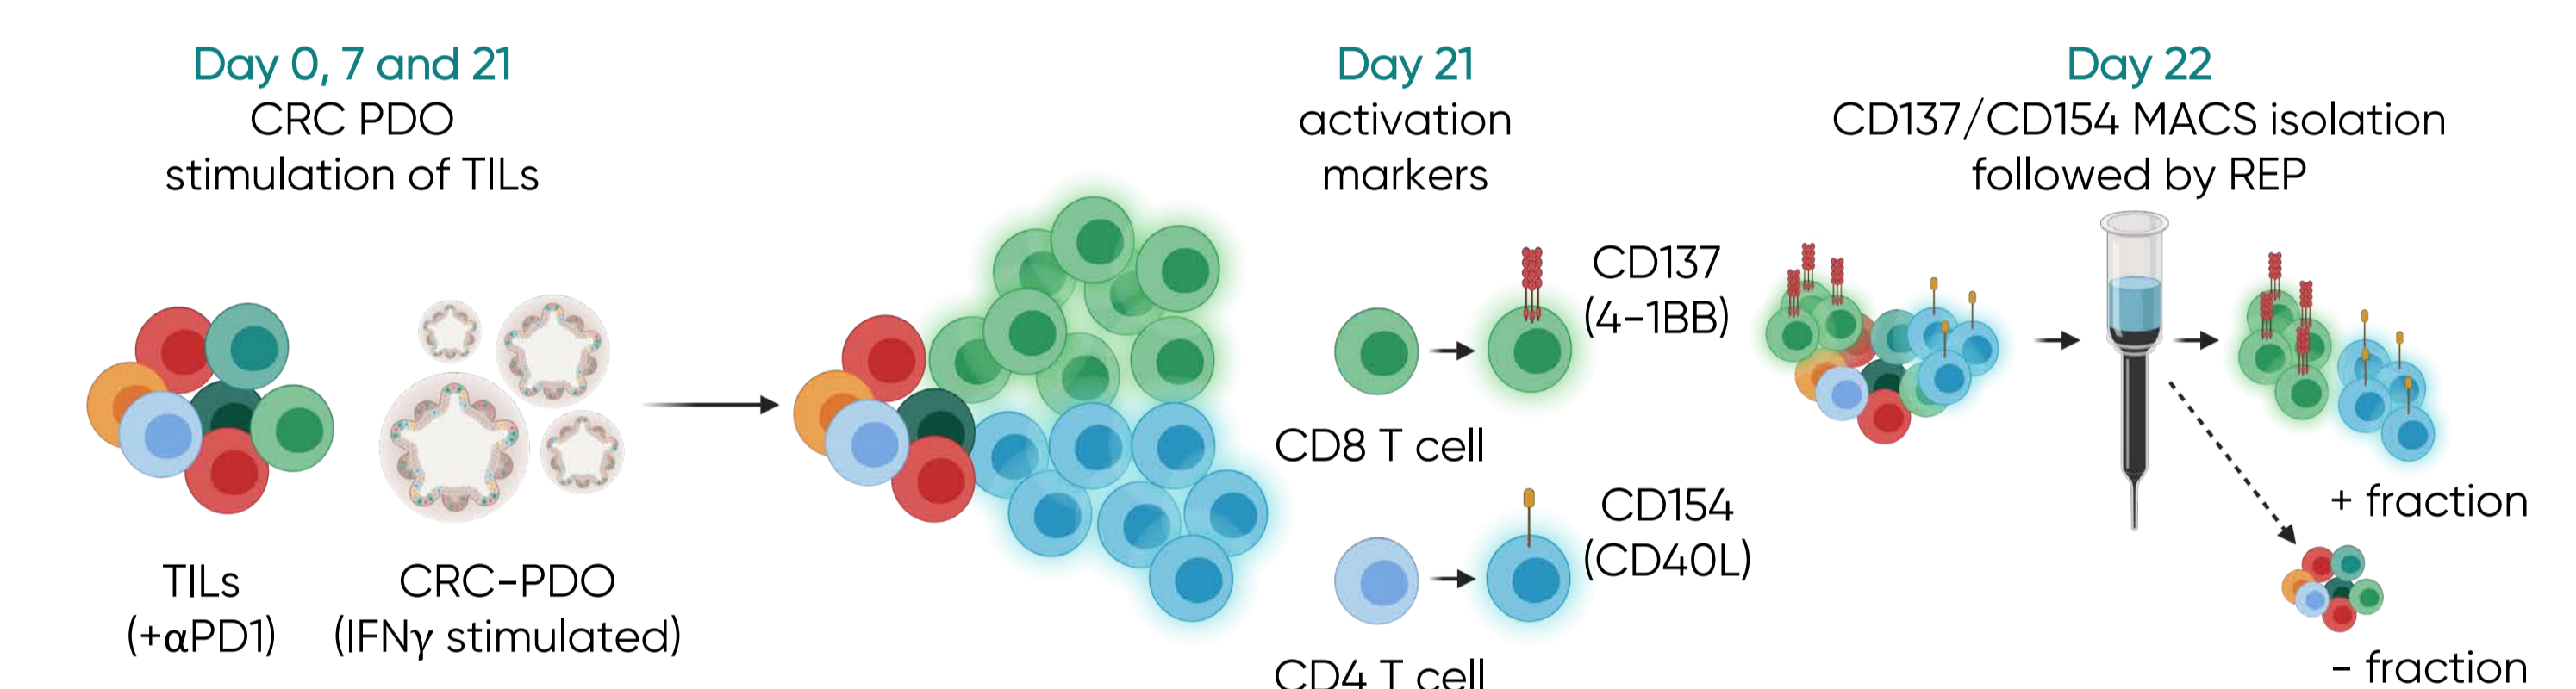 Day 0, 7 and 21
CRC PDO
stimulation of TILs
TILs
(+αPD1)
CRC-PDO
(IFNγ stimulated)
Day 21
activation
markers
CD137
(4-1BB)
CD8 T cell
CD154
(CD40L)
CD4 T cell
Day 22
CD137/CD154 MACS isolation
followed by REP
+ fraction
- fraction